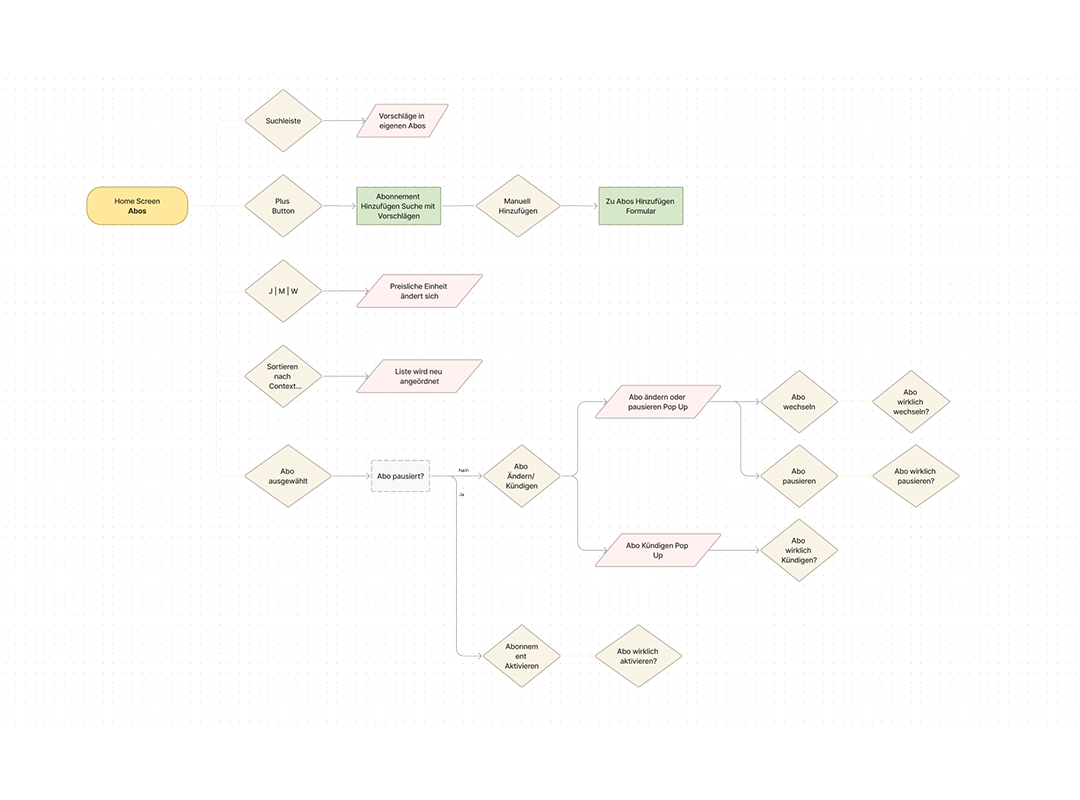 Suchleiste
Vorschläge in
eigenen Abos
Home Screen
Abos
Plus
Button
Abonnement
Hinzufügen Suche mit
Vorschlägen
Manuell
Hinzufügen
Zu Abos Hinzufügen
Formular
J | M | W
Preisliche Einheit
ändert sich
Sortieren
nach
Context...
Liste wird neu
angeördnet
Abo ändern oder
pausieren Pop Up
Abo
wechseln
Abo
wirklich
wechseln?
Abo
ausgewählt
Abo pausiert?
Nein
Ja
Abo
Ändern/
Kündigen
Abo
pausieren
Abo wirklich
pausieren?
Abo Kündigen Pop
Up
Abo
wirklich
Kündigen?
Abonnem
ent
Aktivieren
Abo wirklich
aktivieren?